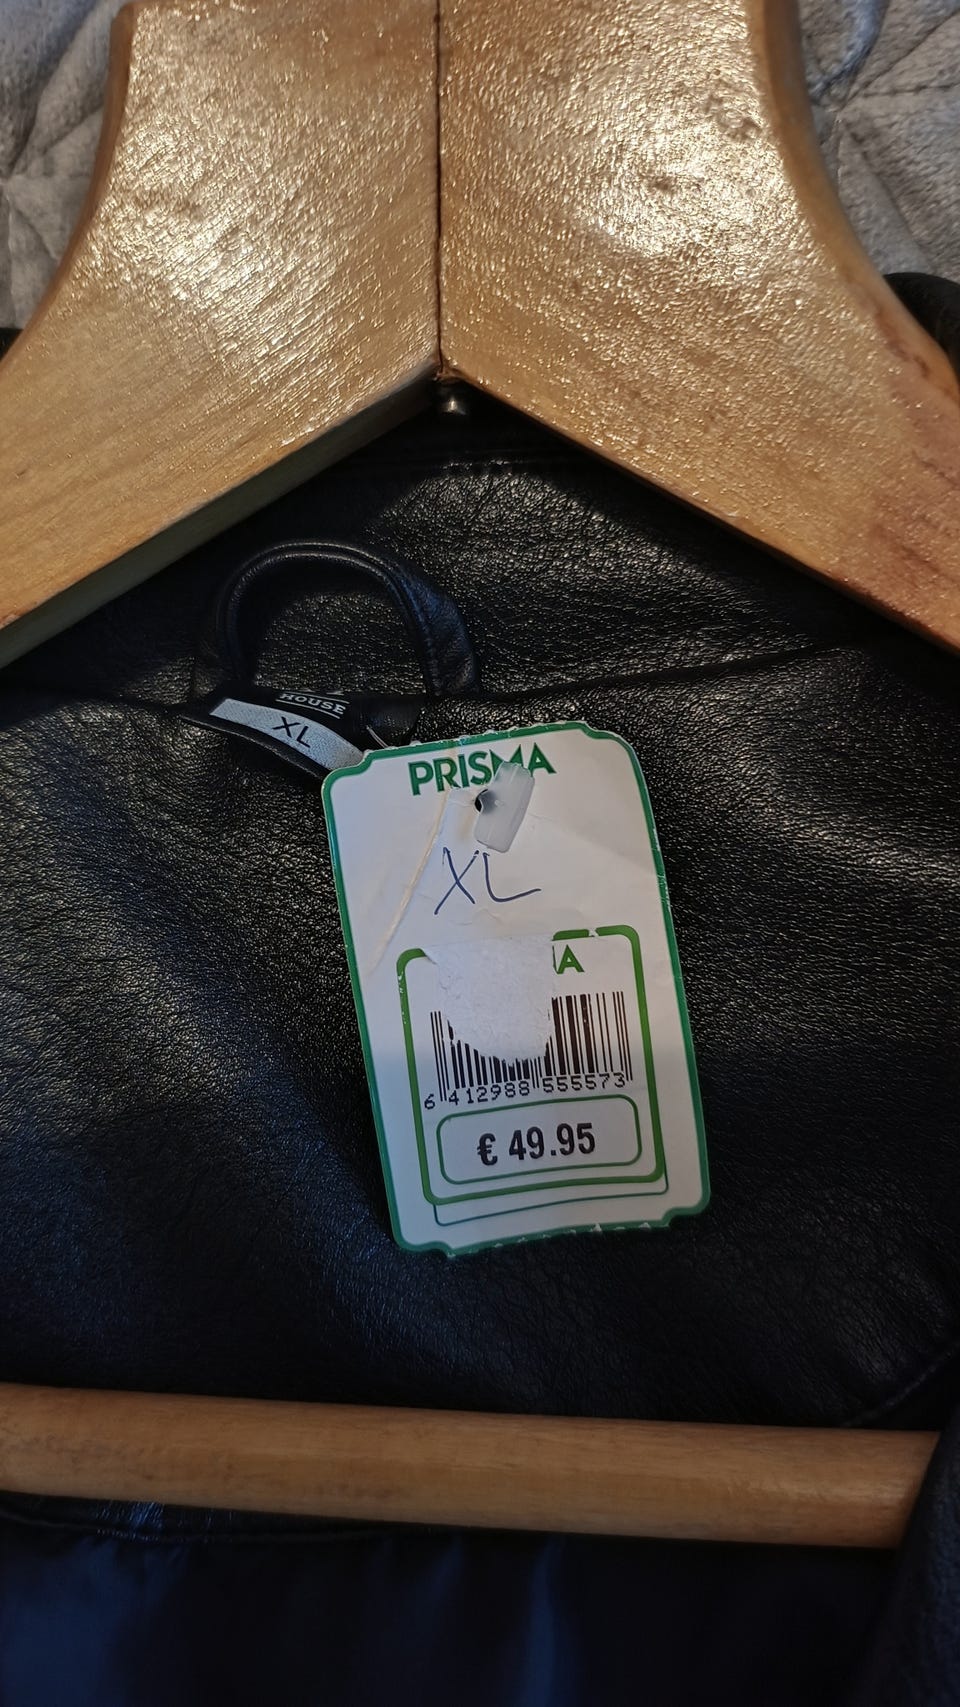 HOUSE
XL
PRISMA
XL
A
6 412988 555573
€ 49.95